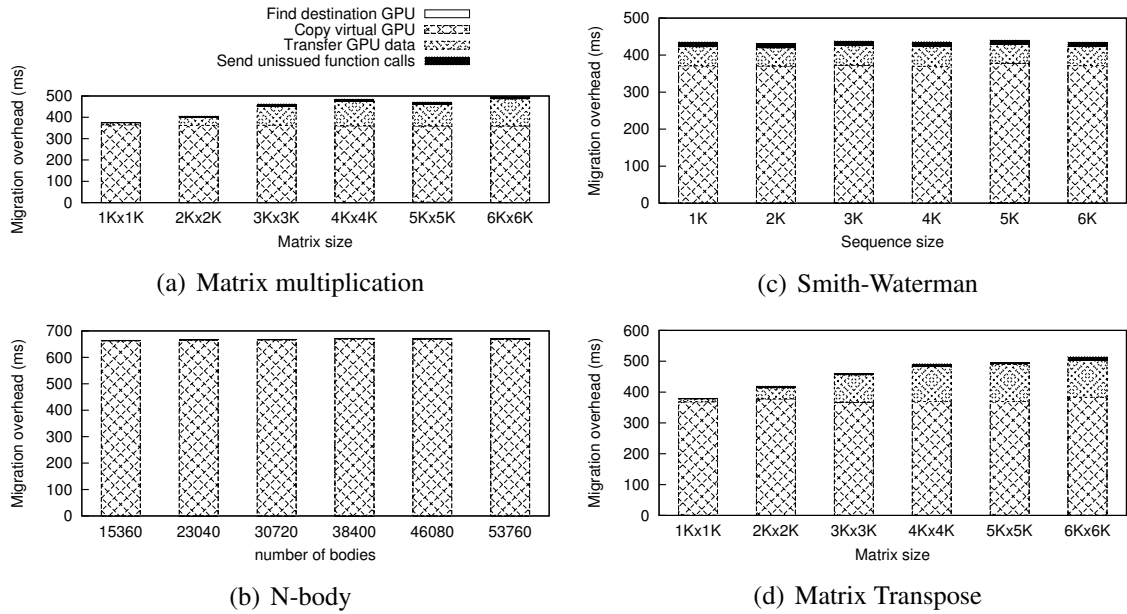 Find destination GPU
Copy virtual GPU
Transfer GPU data
Send unissued function calls
Migration overhead (ms)
500
400
300
200
100
0
1Kx1K 2Kx2K 3Kx3K 4Kx4K 5Kx5K 6Kx6K
Matrix size
(a) Matrix multiplication
Migration overhead (ms)
700
600
500
400
300
200
100
0
15360 23040 30720 38400 46080 53760
number of bodies
(b) N-body
Migration overhead (ms)
500
400
300
200
100
0
1K 2K 3K 4K 5K 6K
Sequence size
(c) Smith-Waterman
Migration overhead (ms)
600
500
400
300
200
100
0
1Kx1K 2Kx2K 3Kx3K 4Kx4K 5Kx5K 6Kx6K
Matrix size
(d) Matrix Transpose